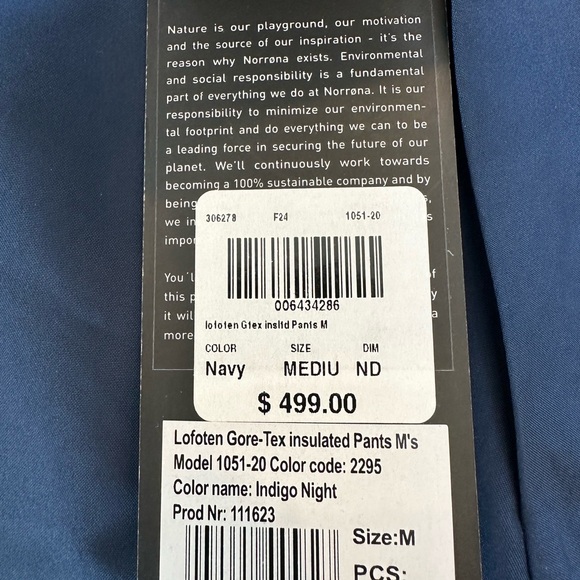 Nature is our playground, our motivation
and the source of our inspiration - it's the
reason why Norrøna exists. Environmental
and social responsibility is a fundamental
part of everything we do at Norrøna. It is our
responsibility to minimize our environmen-
tal footprint and do everything we can to be
a leading force in securing the future of our
planet. We'll continuously work towards
becoming a 100% sustainable company and by
being
we in
impor
306278 F24 1051-20
006434286
lofoten Gtex insltd Pants M
COLOR SIZE DIM
Navy MEDIU ND
$ 499.00
You'l of
this p y
it wil a
more
Lofoten Gore-Tex insulated Pants M's
Model 1051-20 Color code: 2295
Color name: Indigo Night
Prod Nr: 111623
Size:M
PCS: